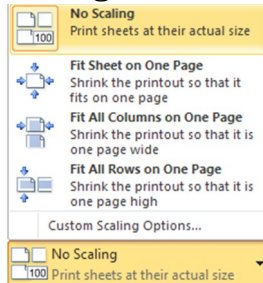 No Scaling
100
Print sheets at their actual size
Fit Sheet on One Page
Shrink the printout so that it
fits on one page
Fit All Columns on One Page
Shrink the printout so that it is
one page wide
Fit All Rows on One Page
Shrink the printout so that it is
one page high
Custom Scaling Options...
No Scaling
100
Print sheets at their actual size